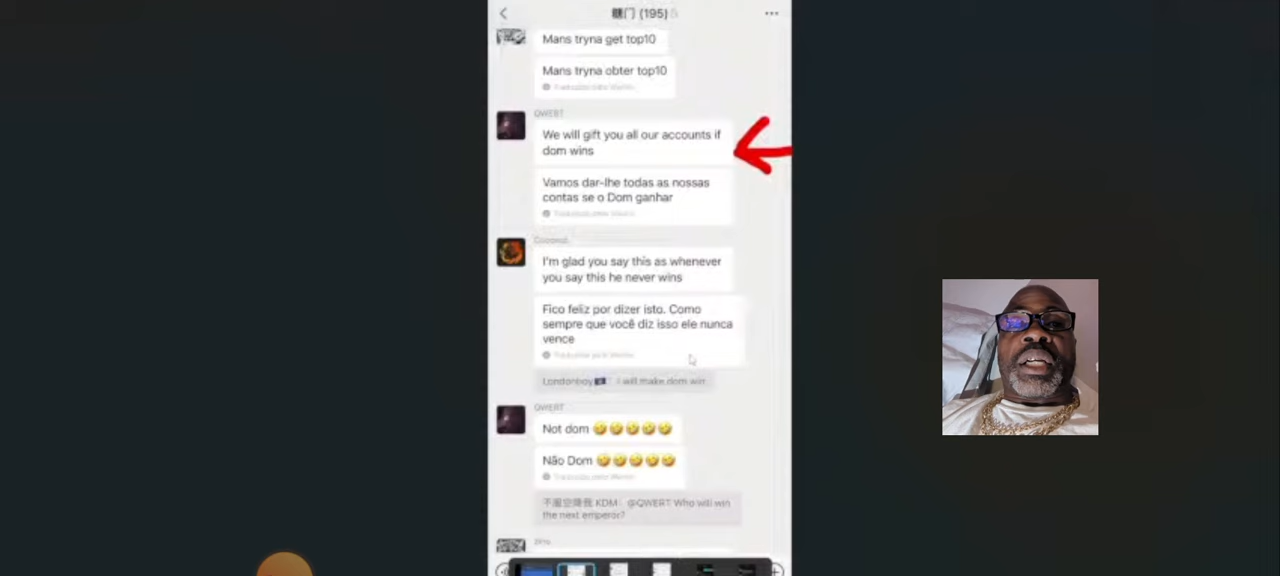 (195)
Mans tryna get top10
Mans tryna obter top10
QWERT
We will gift you all our accounts if
dom wins
Vamos dar-lhe todas as nossas
contas se o Dom ganhar
Coconut
I'm glad you say this as whenever
you say this he never wins
Fico feliz por dizer isto. Como
sempre que você diz isso ele nunca
vence
Londonboy I will make dom win
QWERT
Not dom 🤣🤣🤣🤣🤣
Não Dom 🤣🤣🤣🤣🤣
KDM: @QWERT Who will win
the next emperor?